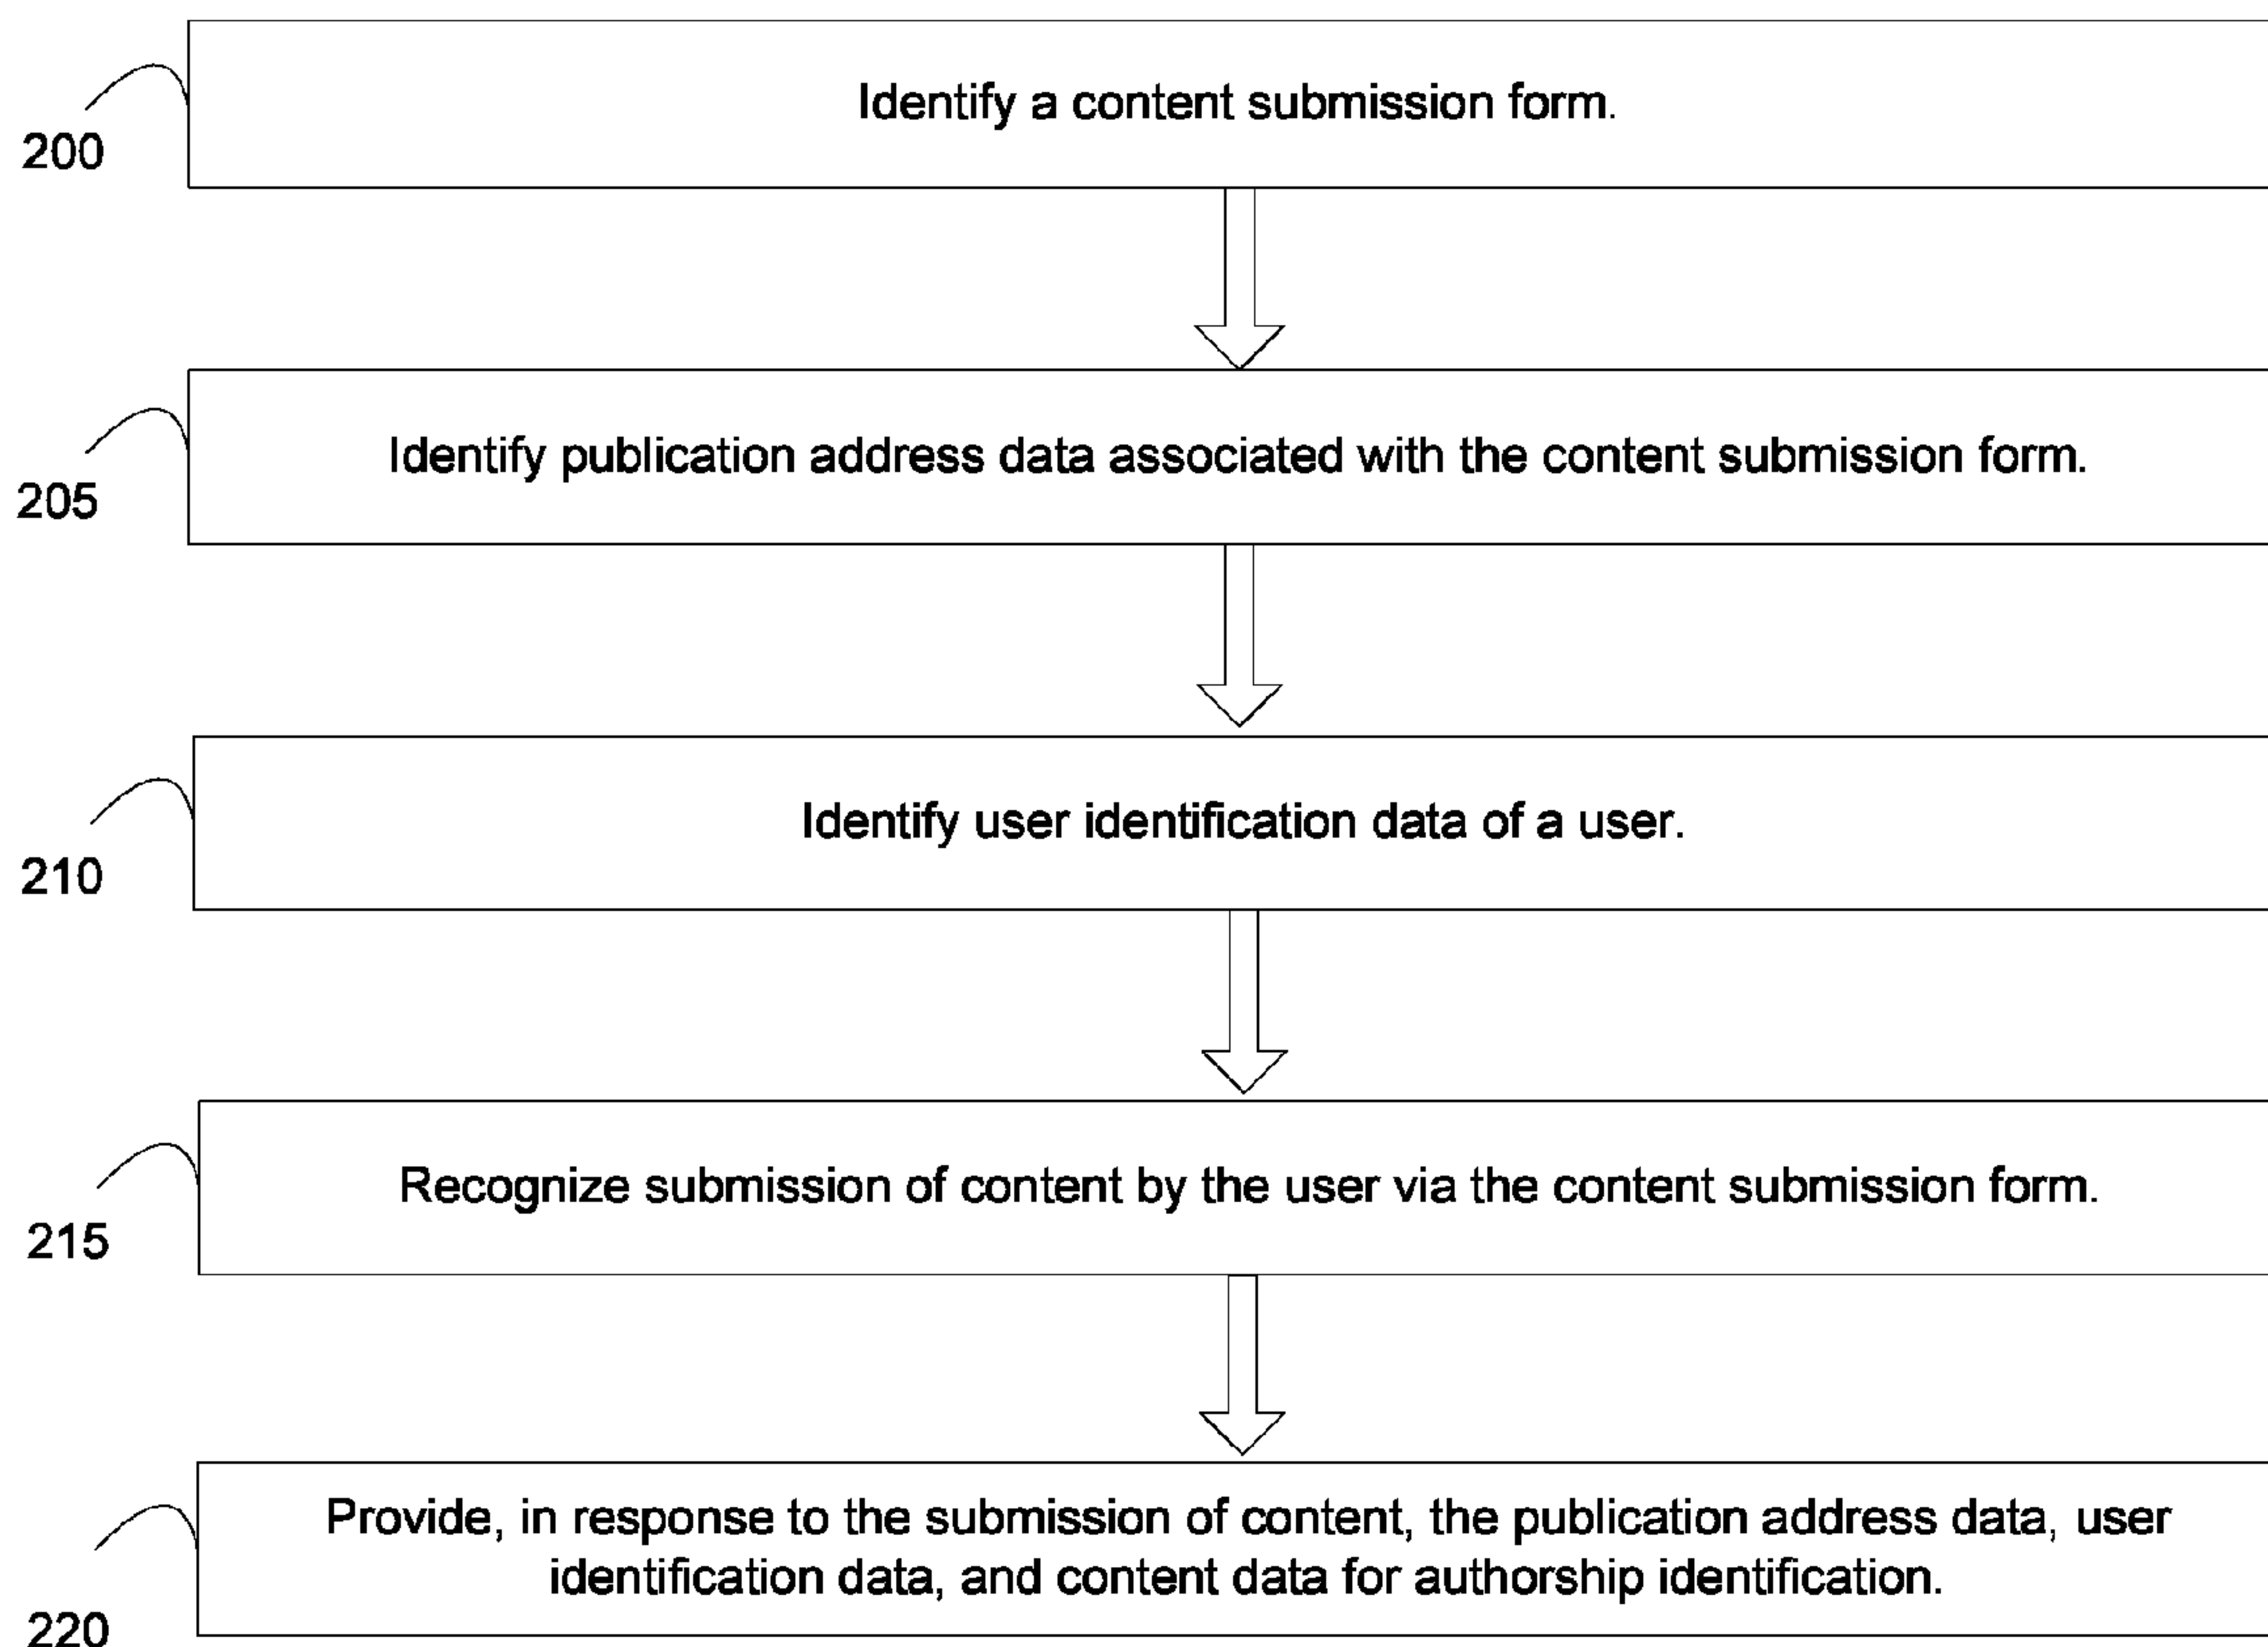 Identify a content submission form.
200
Identify publication address data associated with the content submission form.
205
Identify user identification data of a user.
210
Recognize submission of content by the user via the content submission form.
215
Provide, in response to the submission of content, the publication address data, user
identification data, and content data for authorship identification.
220